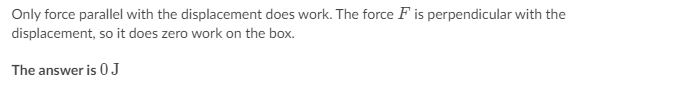 Only force parallel with the displacement does work. The force F is perpendicular with the
displacement, so it does zero work on the box.
The answer is 0 J